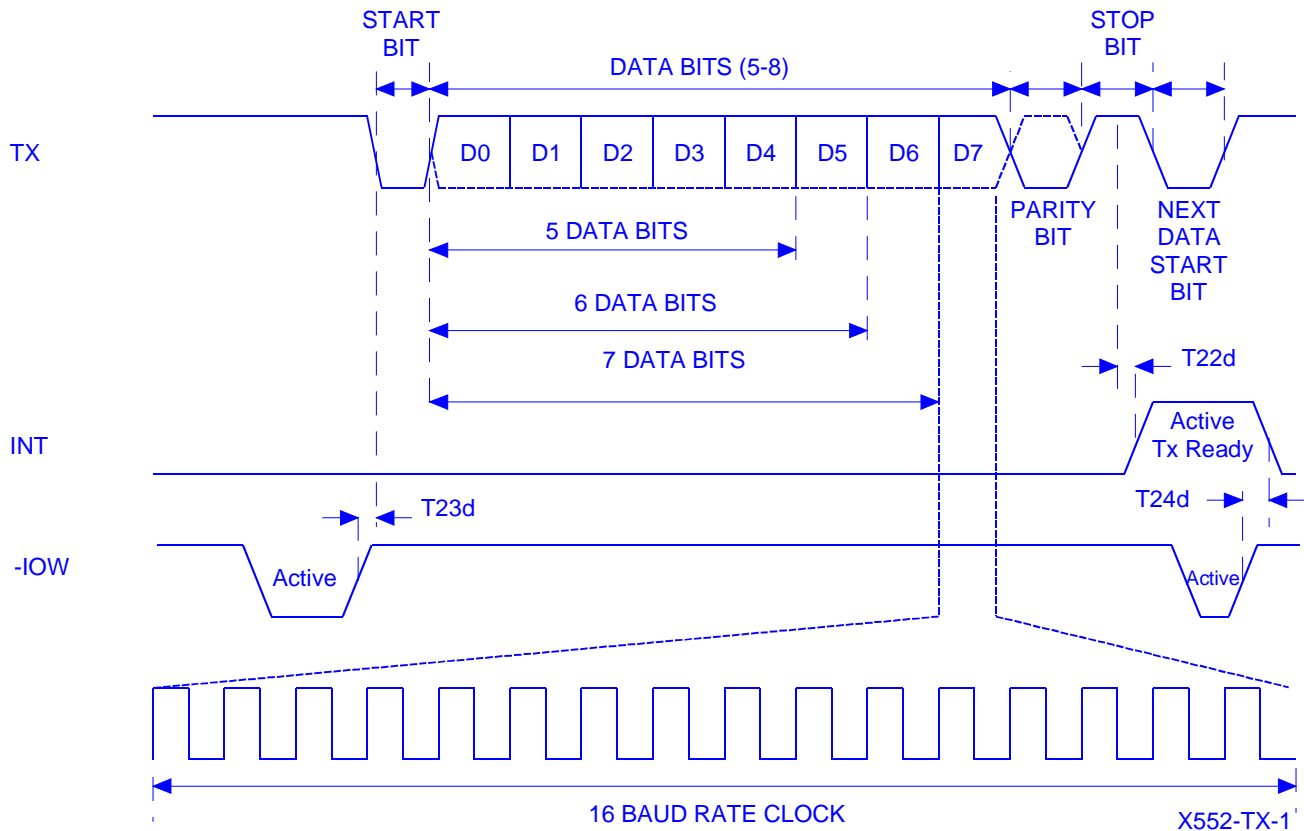 START
BIT
STOP
BIT
DATA BITS (5-8)
TX
D0 D1 D2 D3 D4 D5 D6 D7
PARITY
BIT
NEXT
DATA
START
BIT
5 DATA BITS
6 DATA BITS
7 DATA BITS
T22d
INT
Active
Tx Ready
T23d
T24d
-IOW
Active
Active
16 BAUD RATE CLOCK
X552-TX-1